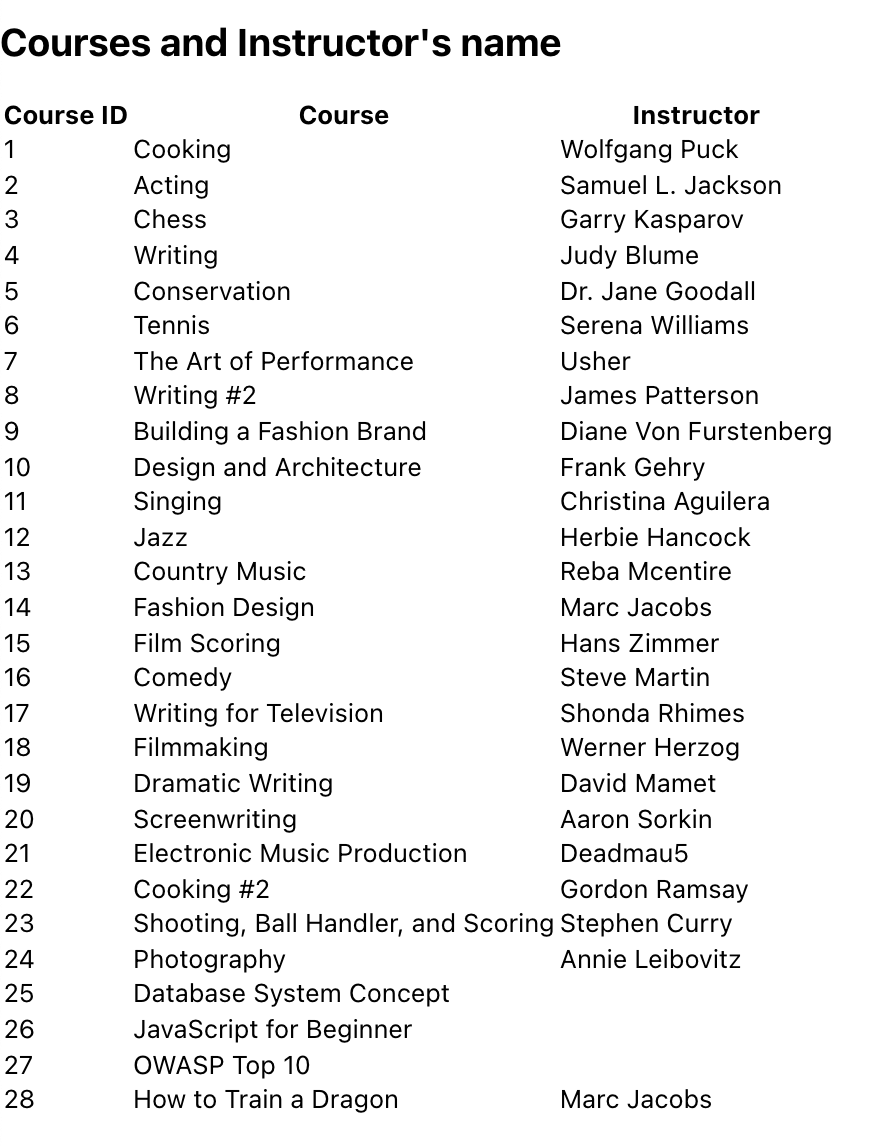 Courses and Instructor's name
Course ID Course Instructor
1 Cooking Wolfgang Puck
2 Acting Samuel L. Jackson
3 Chess Garry Kasparov
4 Writing Judy Blume
5 Conservation Dr. Jane Goodall
6 Tennis Serena Williams
7 The Art of Performance Usher
8 Writing #2 James Patterson
9 Building a Fashion Brand Diane Von Furstenberg
10 Design and Architecture Frank Gehry
11 Singing Christina Aguilera
12 Jazz Herbie Hancock
13 Country Music Reba Mcentire
14 Fashion Design Marc Jacobs
15 Film Scoring Hans Zimmer
16 Comedy Steve Martin
17 Writing for Television Shonda Rhimes
18 Filmmaking Werner Herzog
19 Dramatic Writing David Mamet
20 Screenwriting Aaron Sorkin
21 Electronic Music Production Deadmau5
22 Cooking #2 Gordon Ramsay
23 Shooting, Ball Handler, and Scoring Stephen Curry
24 Photography Annie Leibovitz
25 Database System Concept
26 JavaScript for Beginner
27 OWASP Top 10
28 How to Train a Dragon Marc Jacobs